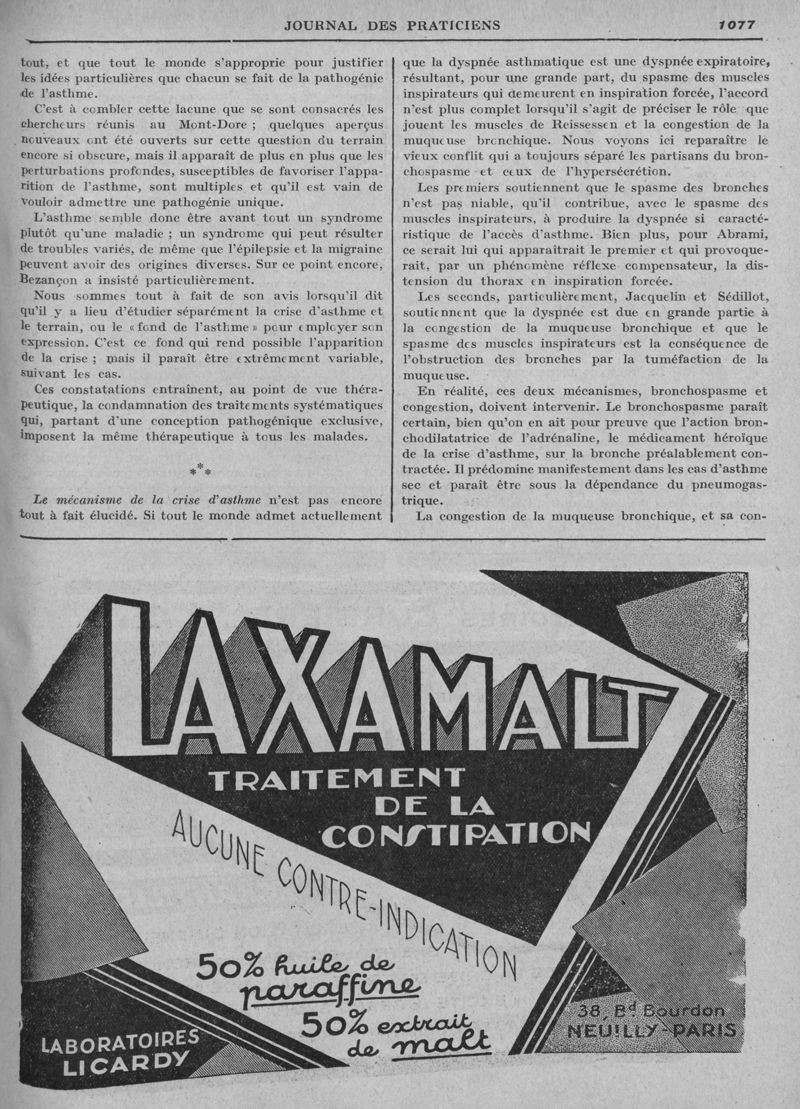 JOURNAL DES PRATICIENS
1077
tout, et que tout le monde s'approprie pour justifier
les idées particulières que chacun se fait de la pathogénie
de l'asthme.
C'est à combler cette lacune que se sont consacrés les
chercheurs réunis au Mont-Dore ; quelques aperçus
nouveaux ont été ouverts sur cette question du terrain
encore si obscure, mais il apparaît de plus en plus que les
perturbations profondes, susceptibles de favoriser l'appa-
rition de l'asthme, sont multiples et qu'il est vain de
vouloir admettre une pathogénie unique.
L'asthme semble donc être avant tout un syndrome
plutôt qu'une maladie ; un syndrome qui peut résulter
de troubles variés, de même que l'épilepsie et la migraine
peuvent avoir des origines diverses. Sur ce point encore,
Bezançon a insisté particulièrement.
Nous sommes tout à fait de son avis lorsqu'il dit
qu'il y a lieu d'étudier séparément la crise d'asthme et
le terrain, ou le « fond de l'asthme » pour employer son
expression. C'est ce fond qui rend possible l'apparition
de la crise ; mais il paraît être extrêmement variable,
suivant les cas.
Ces constatations entraînent, au point de vue théra-
peutique, la condamnation des traitements systématiques
qui, partant d'une conception pathogénique exclusive,
imposent la même thérapeutique à tous les malades.
***
Le mécanisme de la crise d'asthme n'est pas encore
tout à fait élucidé. Si tout le monde admet actuellement
que la dyspnée asthmatique est une dyspnée expiratoire,
résultant, pour une grande part, du spasme des muscles
inspirateurs qui demeurent en inspiration forcée, l'accord
n'est plus complet lorsqu'il s'agit de préciser le rôle que
jouent les muscles de Reissessen et la congestion de la
muqueuse bronchique. Nous voyons ici reparaître le
vieux conflit qui a toujours séparé les partisans du bron-
chospasme et ceux de l'hypersécrétion.
Les premiers soutiennent que le spasme des bronches
n'est pas niable, qu'il contribue, avec le spasme des
muscles inspirateurs, à produire la dyspnée si caracté-
ristique de l'accès d'asthme. Bien plus, pour Abrami,
ce serait lui qui apparaîtrait le premier et qui provoque-
rait, par un phénomène réflexe compensateur, la dis-
tension du thorax en inspiration forcée.
Les seconds, particulièrement, Jacquelin et Sédillot,
soutiennent que la dyspnée est due en grande partie à
la congestion de la muqueuse bronchique et que le
spasme des muscles inspirateurs est la conséquence de
l'obstruction des bronches par la tuméfaction de la
muqueuse.
En réalité, ces deux mécanismes, bronchospasme et
congestion, doivent intervenir. Le bronchospasme paraît
certain, bien qu'on en ait pour preuve que l'action bron-
chodilatatrice de l'adrénaline, le médicament héroïque
de la crise d'asthme, sur la bronche préalablement con-
tractée. Il prédomine manifestement dans les cas d'asthme
sec et paraît être sous la dépendance du pneumogas-
trique.
La congestion de la muqueuse bronchique, et sa con-
LAXAMALT
TRAITEMENT
DE LA
CONSTIPATION
AUCUNE CONTRE-INDICATION
50% huile de
paraffine
50% extrait
de malt
LABORATOIRES
LICARDY
38, Bd Bourdon
NEUILLY-PARIS